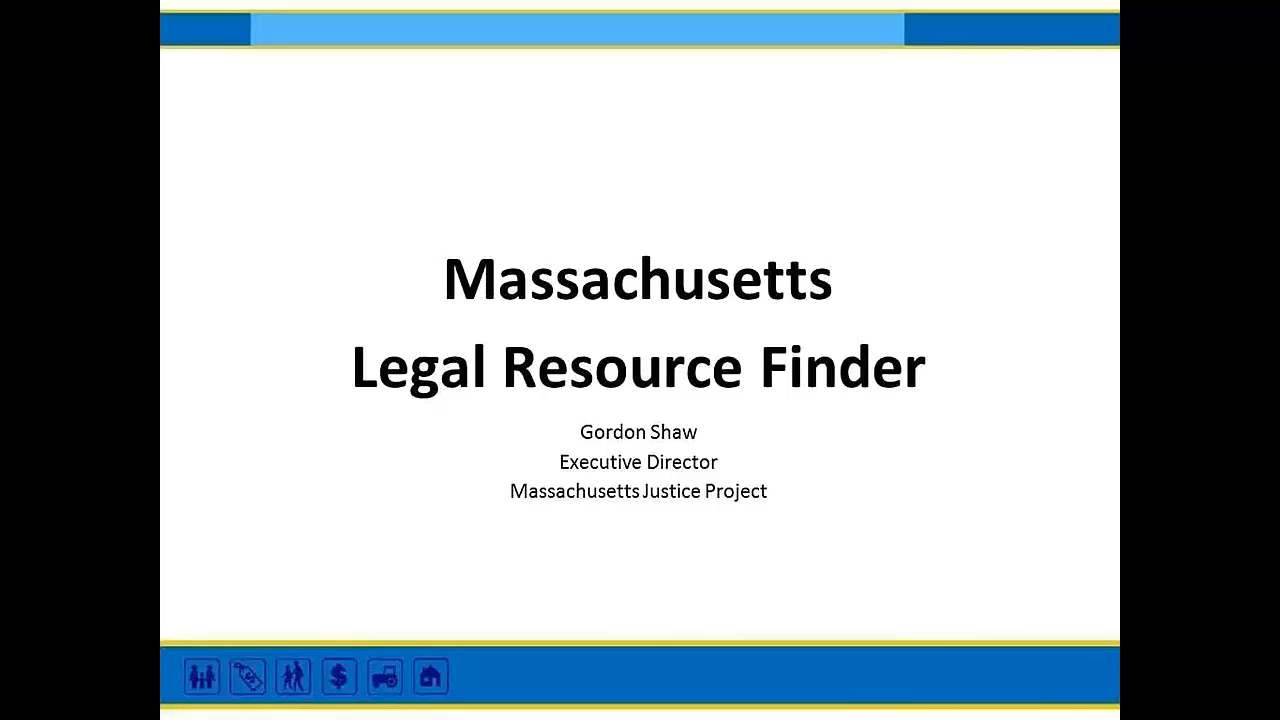 Massachusetts
Legal Resource Finder
Gordon Shaw
Executive Director
Massachusetts Justice Project